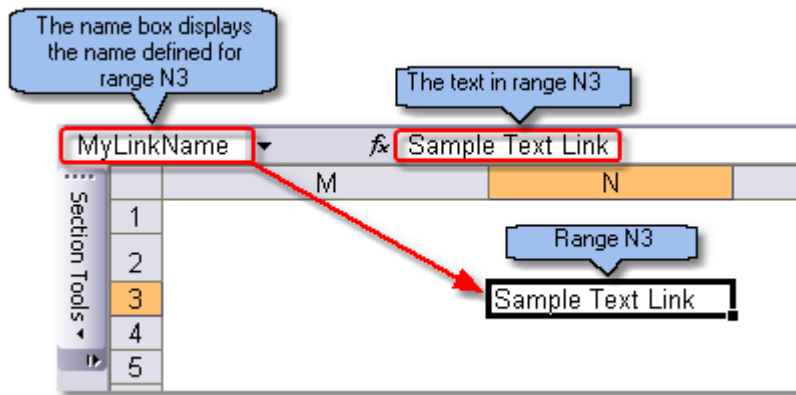 The name box displays
the name defined for
range N3
The text in range N3
MyLinkName
fx Sample Text Link
M N
Section Tools
1
2
Range N3
3
Sample Text Link
4
5